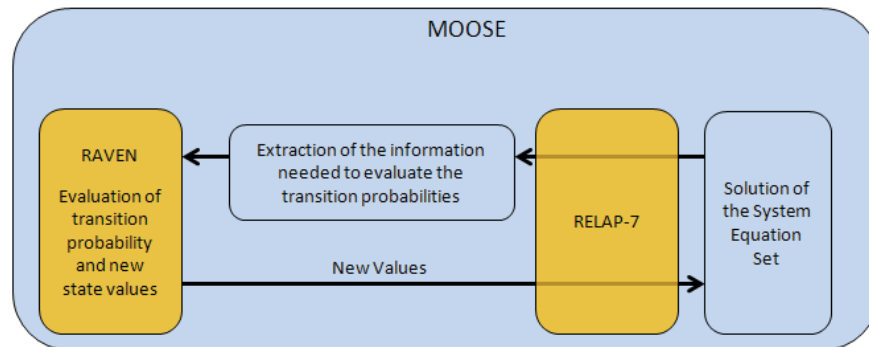 MOOSE
RAVEN
Evaluation of
transition
probability
and new
state values
Extraction of the information
needed to evaluate the
transition probabilities
New Values
RELAP-7
Solution of
the System
Equation
Set